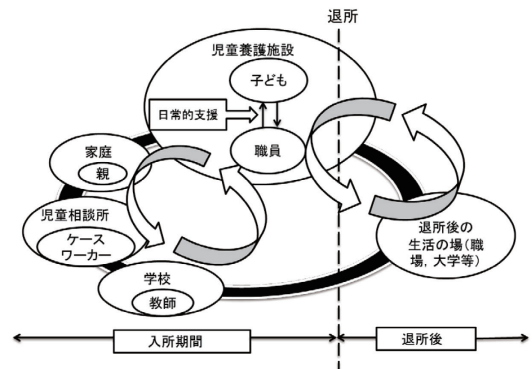 退所
児童養護施設
子ども
日常的支援
職員
家庭
親
児童相談所
ケース
ワーカー
学校
教師
退所後の
生活の場(職
場, 大学等)
入所期間
退所後